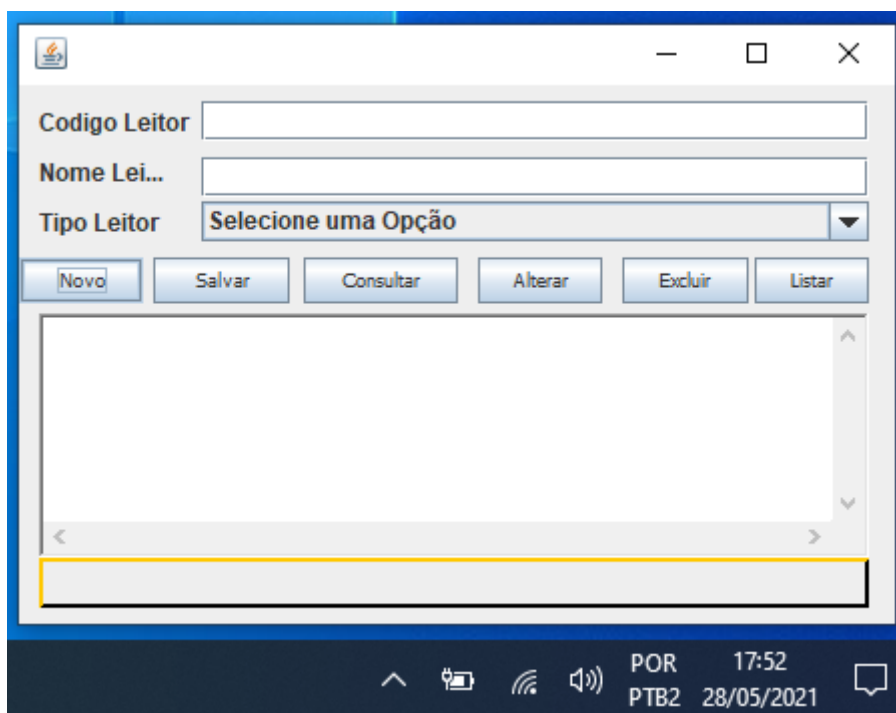 Codigo Leitor
Nome Lei...
Tipo Leitor Selecione uma Opção
Novo Salvar Consultar Alterar Excluir Listar
POR 17:52
PTB2 28/05/2021